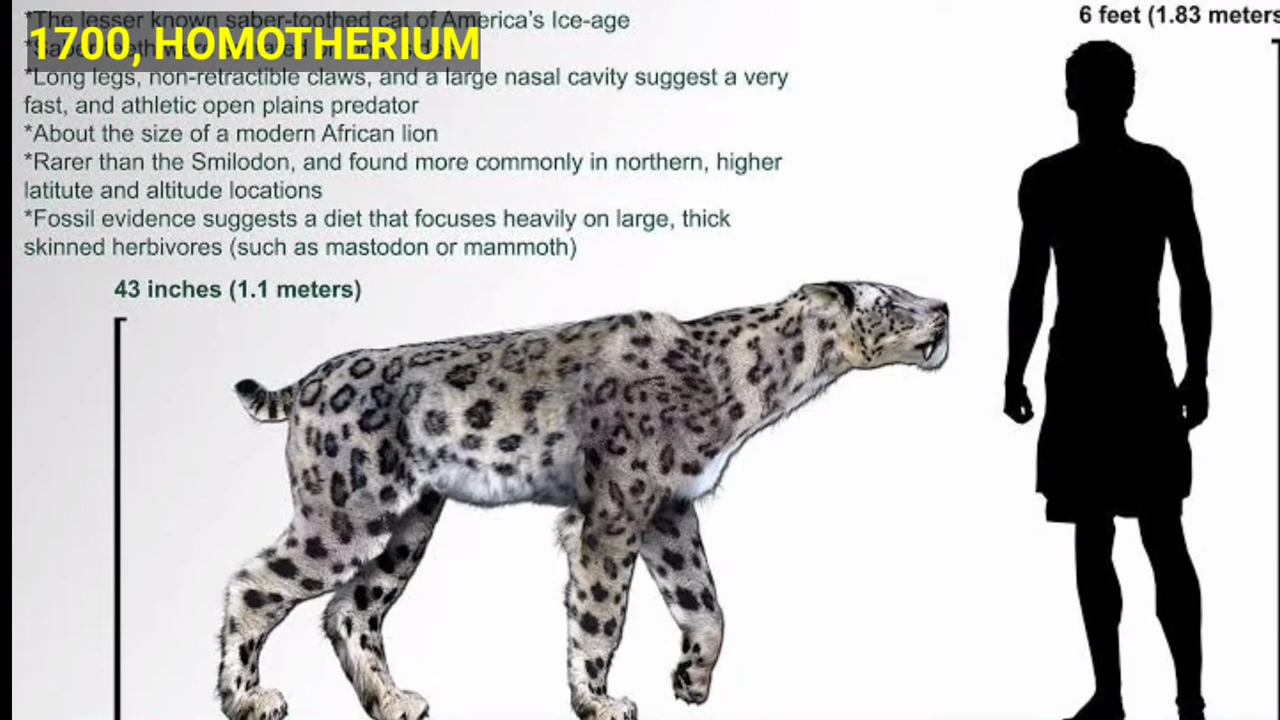 *The lesser known saber-toothed cat of America's Ice-age
1700, HOMOTHERIUM
*Long legs, non-retractible claws, and a large nasal cavity suggest a very
fast, and athletic open plains predator
*About the size of a modern African lion
*Rarer than the Smilodon, and found more commonly in northern, higher
latitute and altitude locations
*Fossil evidence suggests a diet that focuses heavily on large, thick
skinned herbivores (such as mastodon or mammoth)
43 inches (1.1 meters)
6 feet (1.83 meters